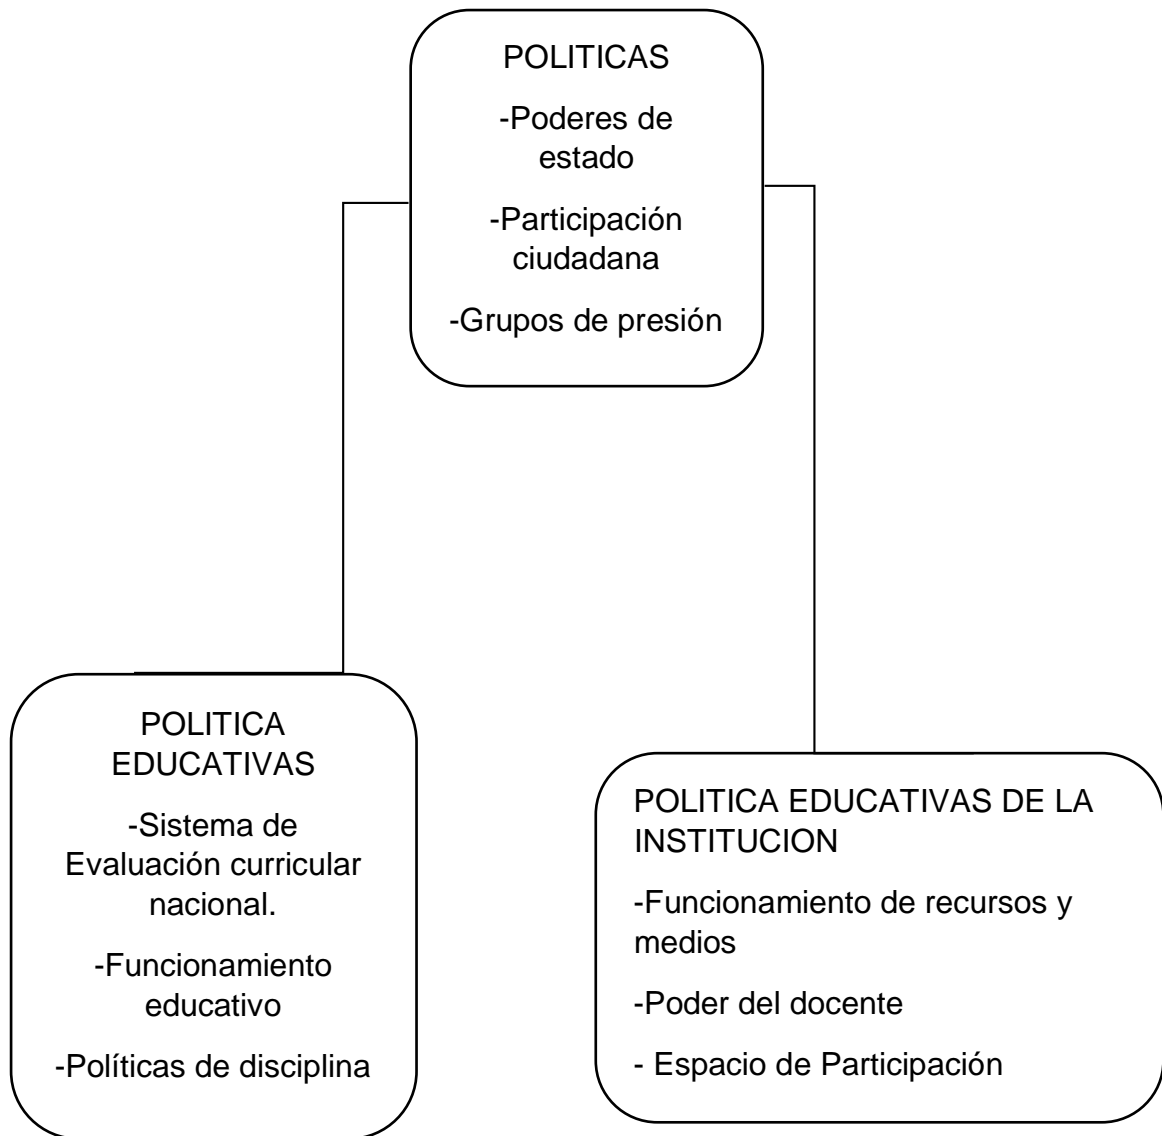 POLITICAS
-Poderes de
estado
-Participación
ciudadana
-Grupos de presión
POLITICA
EDUCATIVAS
-Sistema de
Evaluación curricular
nacional.
-Funcionamiento
educativo
-Políticas de disciplina
POLITICA EDUCATIVAS DE LA
INSTITUCION
-Funcionamiento de recursos y
medios
-Poder del docente
- Espacio de Participación